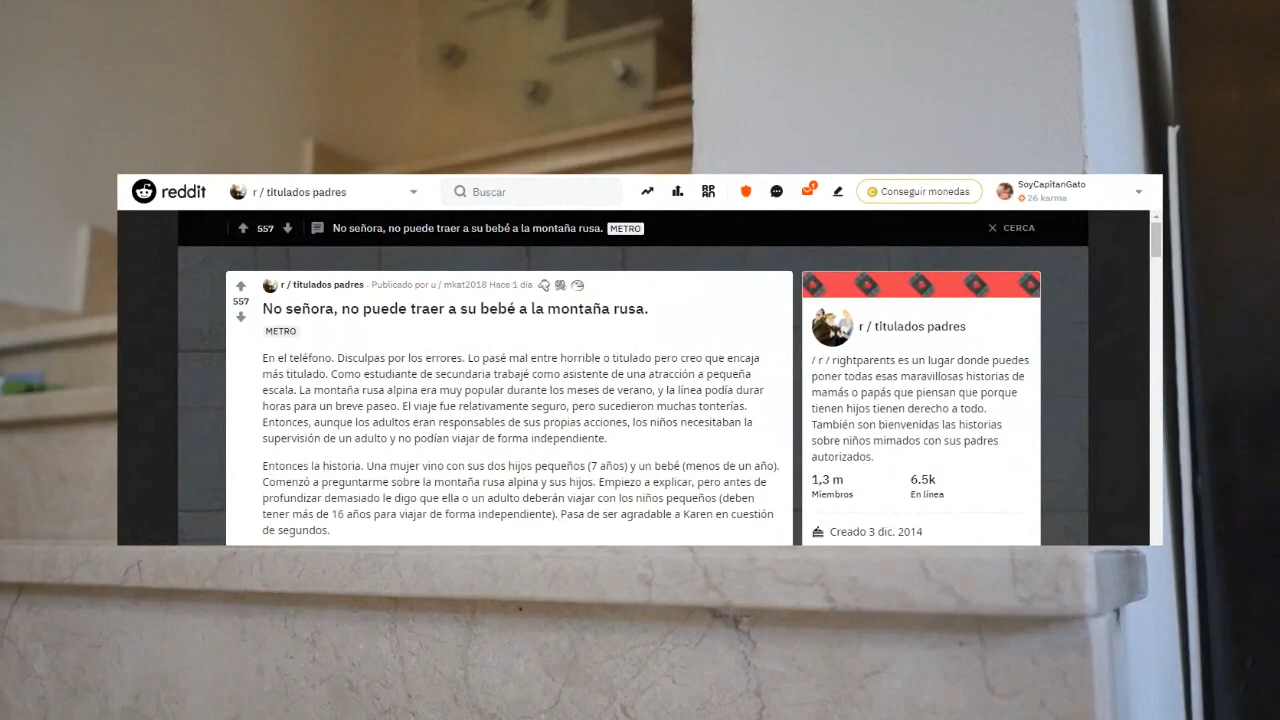 reddit
r / titulados padres
Buscar
1
Conseguir monedas
SoyCapitanGato
26 karma
557
No señora, no puede traer a su bebé a la montaña rusa. METRO
CERCA
r / titulados padres - Publicado por u / mkat2018 Hace 1 día
557
No señora, no puede traer a su bebé a la montaña rusa.
METRO
En el teléfono. Disculpas por los errores. Lo pasé mal entre horrible o titulado pero creo que encaja
más titulado. Como estudiante de secundaria trabajé como asistente de una atracción a pequeña
escala. La montaña rusa alpina era muy popular durante los meses de verano, y la línea podía durar
horas para un breve paseo. El viaje fue relativamente seguro, pero sucedieron muchas tonterías.
Entonces, aunque los adultos eran responsables de sus propias acciones, los niños necesitaban la
supervisión de un adulto y no podían viajar de forma independiente.
Entonces la historia. Una mujer vino con sus dos hijos pequeños (7 años) y un bebé (menos de un año).
Comenzó a preguntarme sobre la montaña rusa alpina y sus hijos. Empiezo a explicar, pero antes de
profundizar demasiado le digo que ella o un adulto deberán viajar con los niños pequeños (deben
tener más de 16 años para viajar de forma independiente). Pasa de ser agradable a Karen en cuestión
de segundos.
r / titulados padres
/ r / rightparents es un lugar donde puedes
poner todas esas maravillosas historias de
mamás o papás que piensan que porque
tienen hijos tienen derecho a todo.
También son bienvenidas las historias
sobre niños mimados con sus padres
autorizados.
1,3 m 6.5k
Miembros En línea
Creado 3 dic. 2014